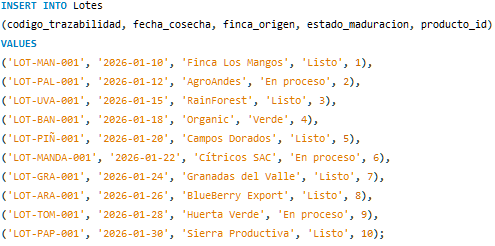 INSERT INTO Lotes
(codigo_trazabilidad, fecha_cosecha, finca_origen, estado_maduracion, producto_id)
VALUES
('LOT-MAN-001', '2026-01-10', 'Finca Los Mangos', 'Listo', 1),
('LOT-PAL-001', '2026-01-12', 'AgroAndes', 'En proceso', 2),
('LOT-UVA-001', '2026-01-15', 'RainForest', 'Listo', 3),
('LOT-BAN-001', '2026-01-18', 'Organic', 'Verde', 4),
('LOT-PIÑ-001', '2026-01-20', 'Campos Dorados', 'Listo', 5),
('LOT-MANDA-001', '2026-01-22', 'Cítricos SAC', 'En proceso', 6),
('LOT-GRA-001', '2026-01-24', 'Granadas del Valle', 'Listo', 7),
('LOT-ARA-001', '2026-01-26', 'BlueBerry Export', 'Listo', 8),
('LOT-TOM-001', '2026-01-28', 'Huerta Verde', 'En proceso', 9),
('LOT-PAP-001', '2026-01-30', 'Sierra Productiva', 'Listo', 10);